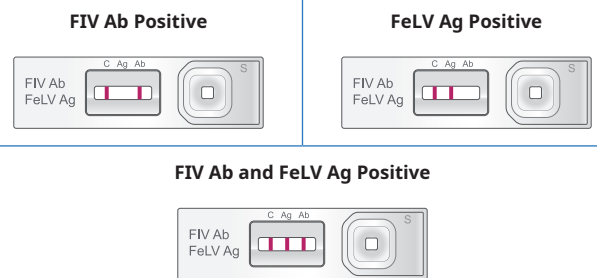 FIV Ab Positive
C Ag Ab
S
FIV Ab
FeLV Ag
FeLV Ag Positive
C Ag Ab
S
FIV Ab
FeLV Ag
FIV Ab and FeLV Ag Positive
C Ag Ab
S
FIV Ab
FeLV Ag